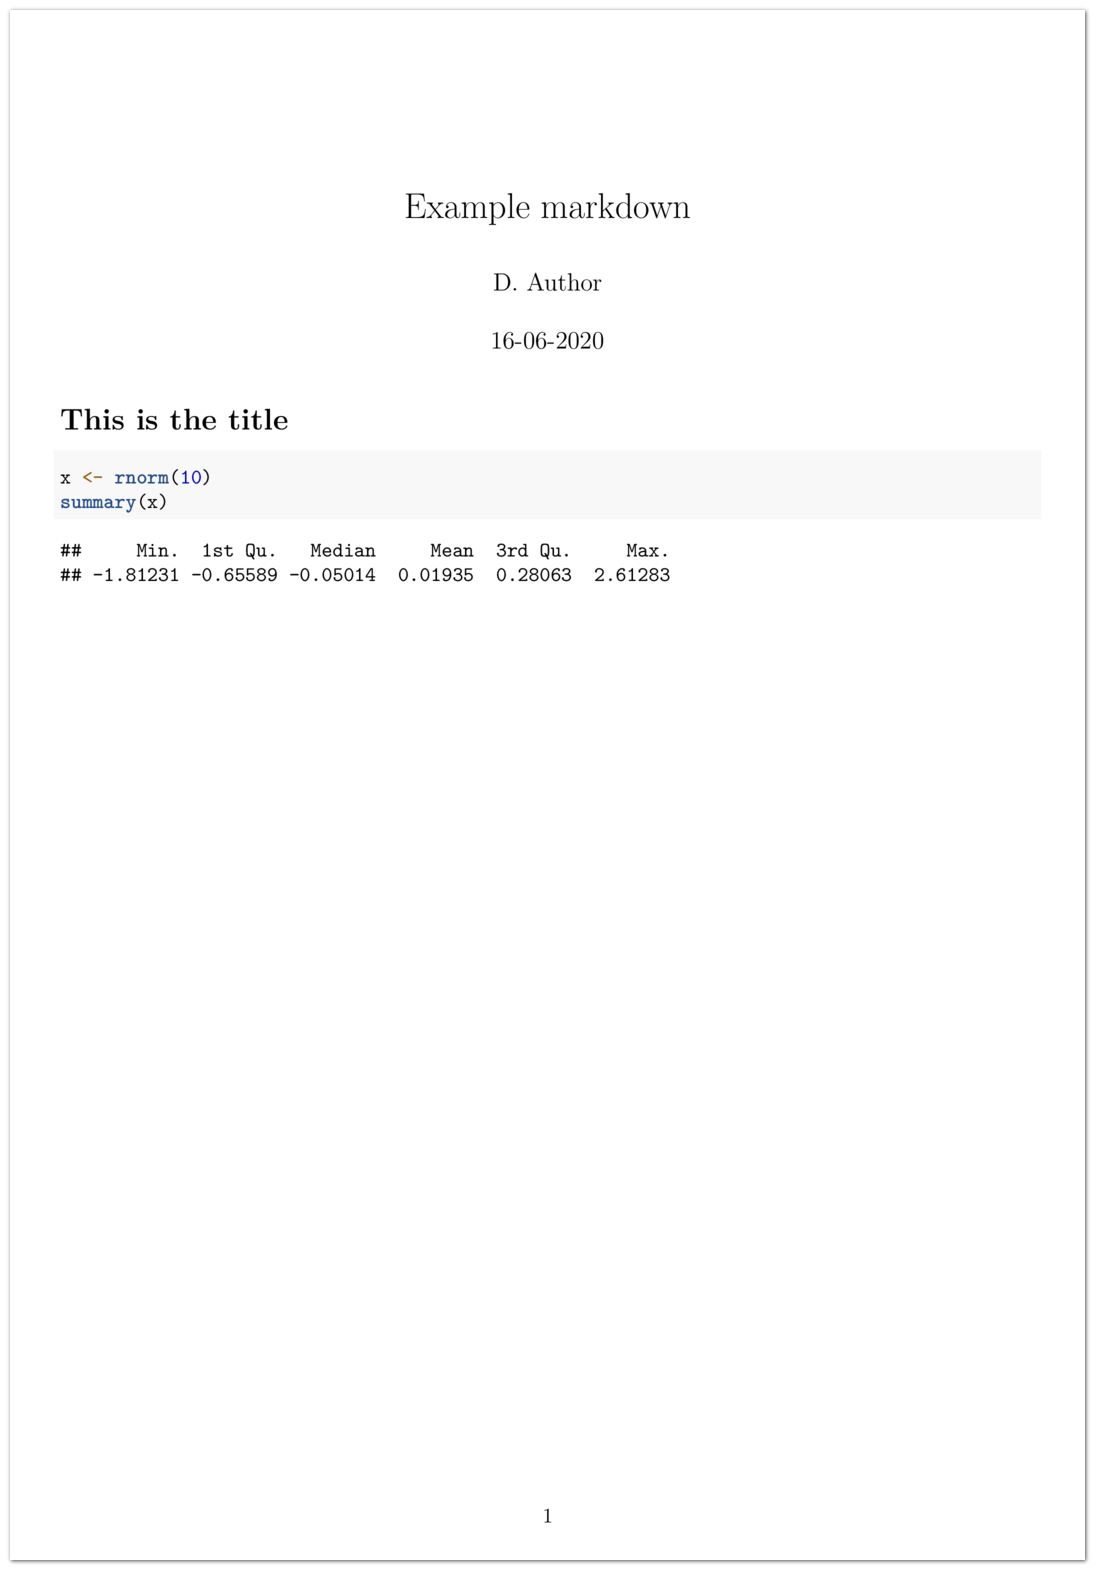 Example markdown
D. Author
16-06-2020
This is the title
x <- rnorm(10)
summary(x)
##     Min.  1st Qu.   Median     Mean  3rd Qu.     Max.
## -1.81231 -0.65589 -0.05014  0.01935  0.28063  2.61283
1